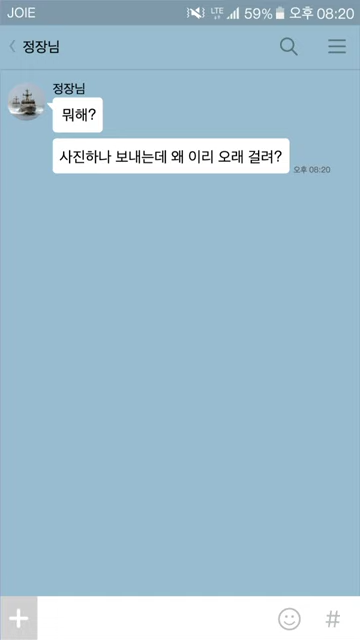 JOIE LTE 59% 오후 08:20
정장님
정장님
뭐해?
사진하나 보내는데 왜 이리 오래 걸려?
오후 08:20
+ #